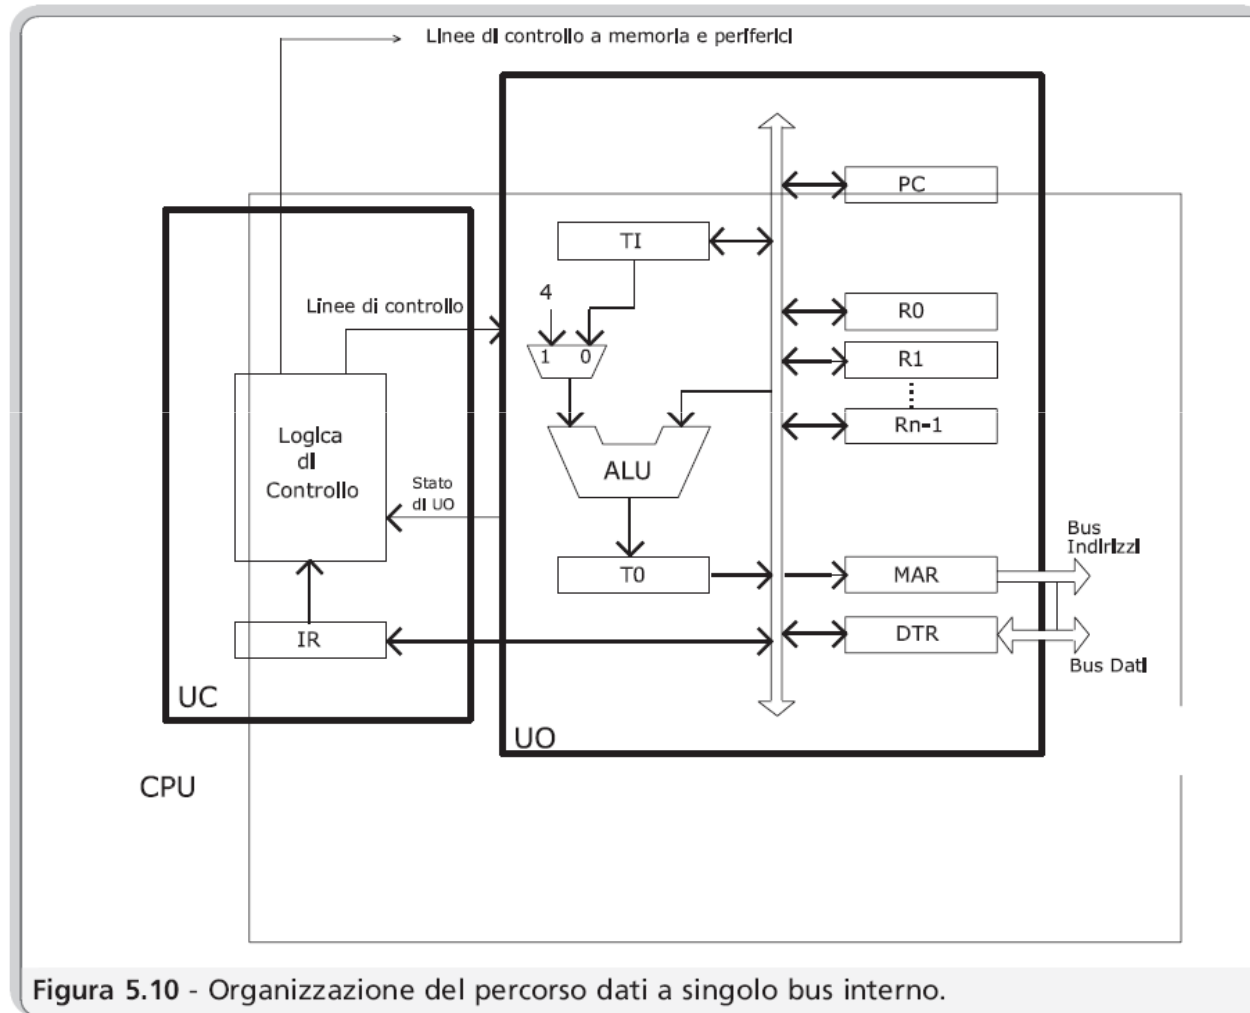 Linee di controllo a memoria e periferici
PC
TI
4
Linee di controllo
R0
1 0
R1
Rn-1
Logica
di
Controllo
ALU
Stato
di UO
Bus
Indirizzi
T0
MAR
DTR
IR
Bus Dati
UC
UO
CPU
Figura 5.10 - Organizzazione del percorso dati a singolo bus interno.